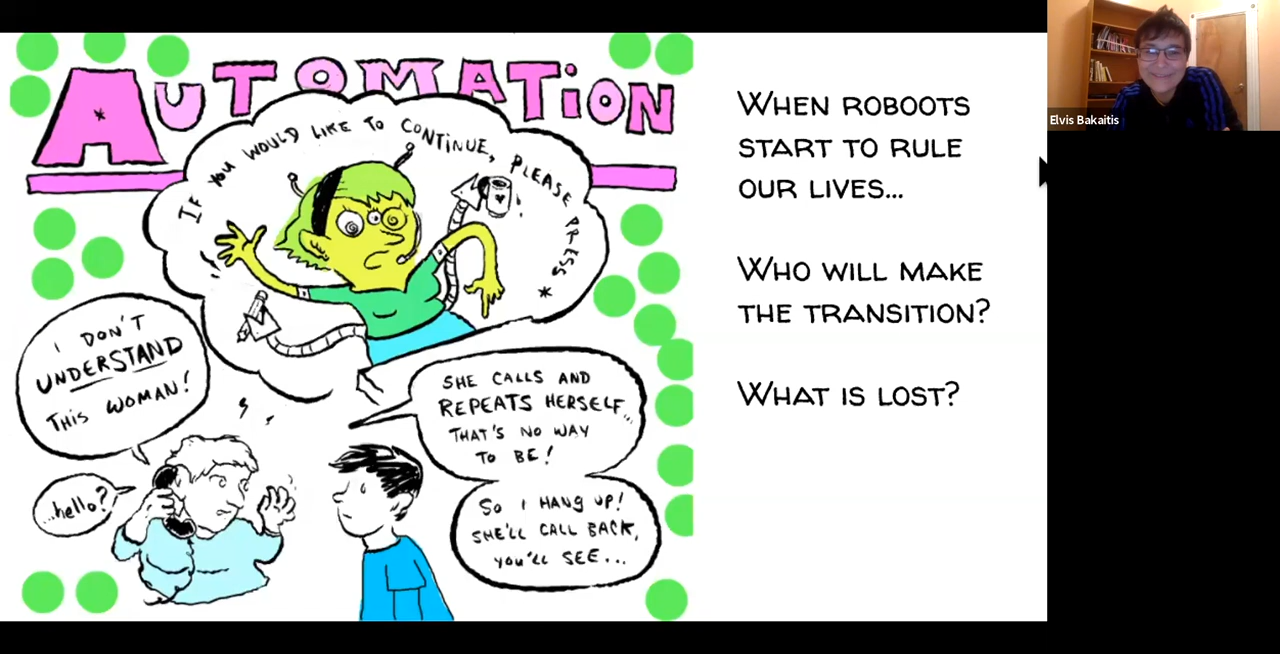 AUTOMATION
IF YOU WOULD LIKE TO CONTINUE, PLEASE PRESS *
I DON'T
UNDERSTAND
THIS WOMAN!
...hello?
SHE CALLS AND
REPEATS HERSELF...
THAT'S NO WAY
TO BE!
SO I HANG UP!
SHE'LL CALL BACK,
YOU'LL SEE...
WHEN ROBOOTS
START TO RULE
OUR LIVES...
WHO WILL MAKE
THE TRANSITION?
WHAT IS LOST?
Elvis Bakaitis